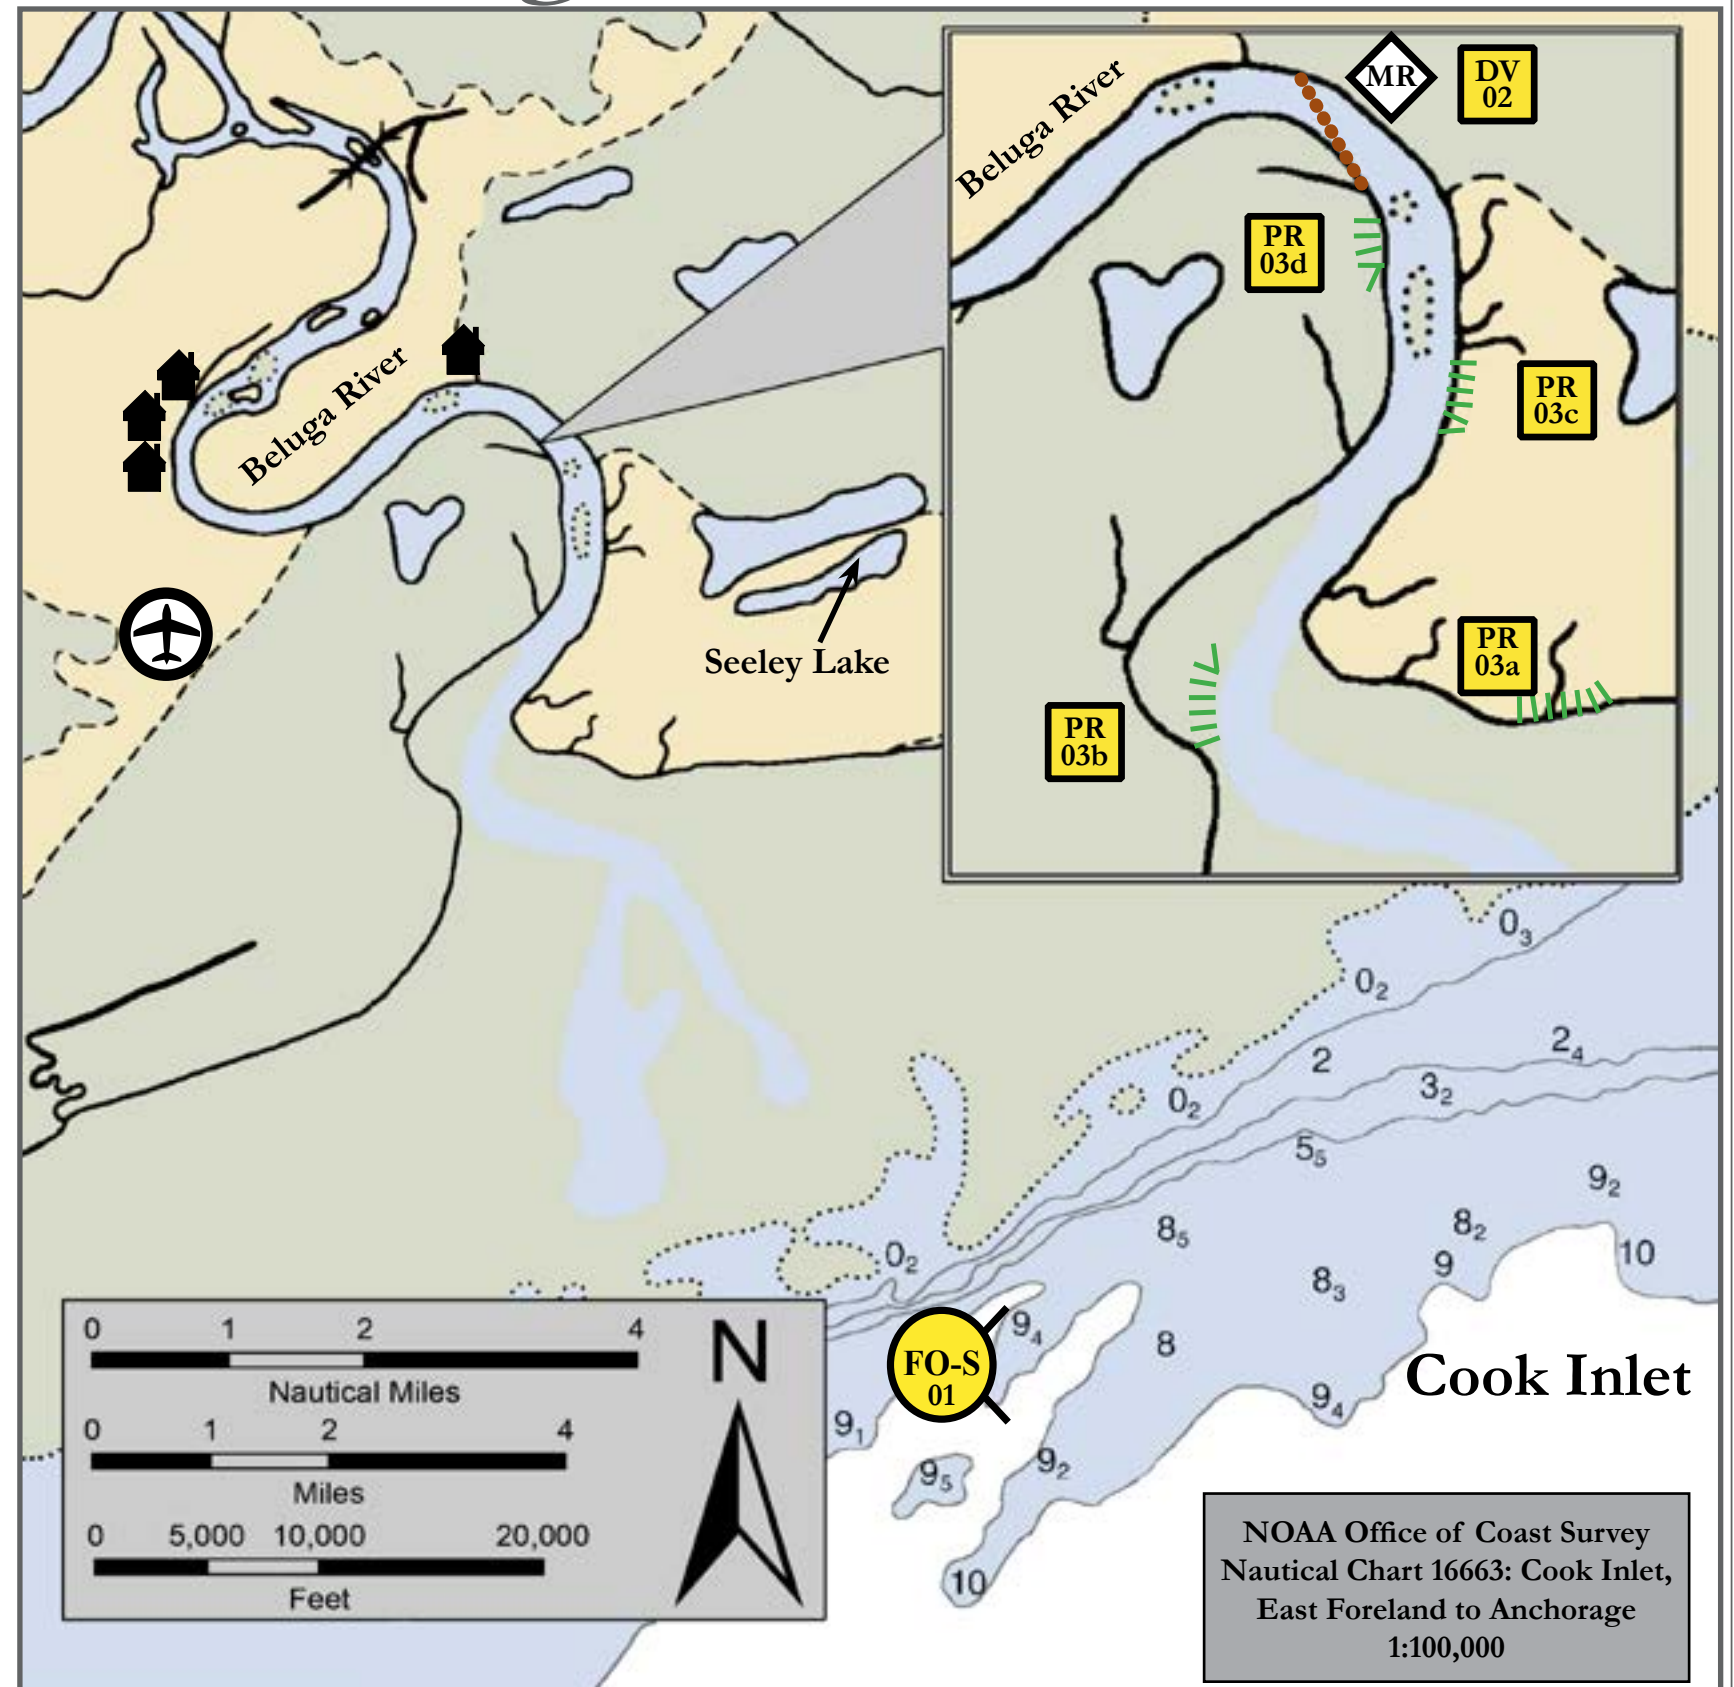 Beluga River
MR
DV
02
PR
03d
PR
03c
PR
03a
PR
03b
Beluga River
Seeley Lake
0₃
0₂
2₄
2
3₂
0₂
5₅
9₂
8₂
8₅
10
0₂
9
8₃
9₄
8
FO-S
01
Cook Inlet
9₄
9₁
9₂
9₅
10
0 1 2 4
Nautical Miles
0 1 2 4
Miles
0 5,000 10,000 20,000
Feet
N
NOAA Office of Coast Survey
Nautical Chart 16663: Cook Inlet,
East Foreland to Anchorage
1:100,000